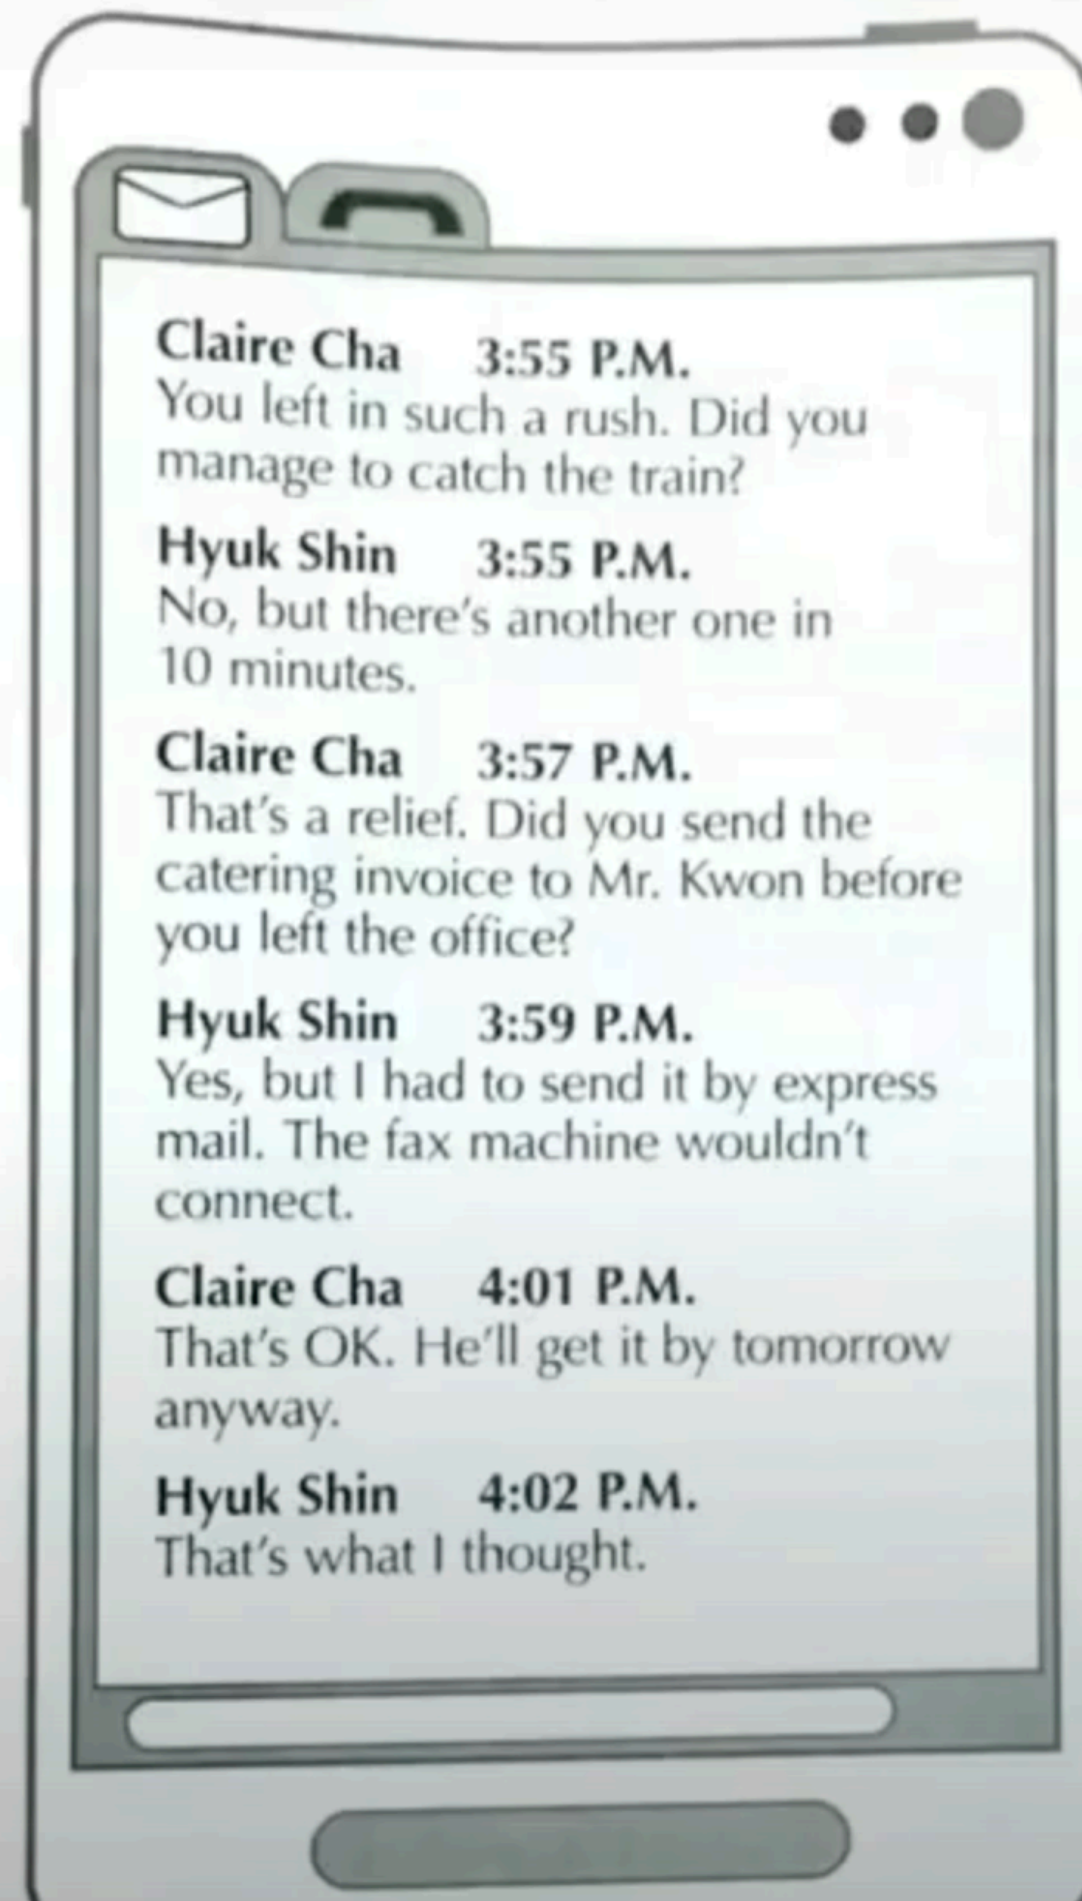 Claire Cha 3:55 P.M.
You left in such a rush. Did you
manage to catch the train?
Hyuk Shin 3:55 P.M.
No, but there's another one in
10 minutes.
Claire Cha 3:57 P.M.
That's a relief. Did you send the
catering invoice to Mr. Kwon before
you left the office?
Hyuk Shin 3:59 P.M.
Yes, but I had to send it by express
mail. The fax machine wouldn't
connect.
Claire Cha 4:01 P.M.
That's OK. He'll get it by tomorrow
anyway.
Hyuk Shin 4:02 P.M.
That's what I thought.